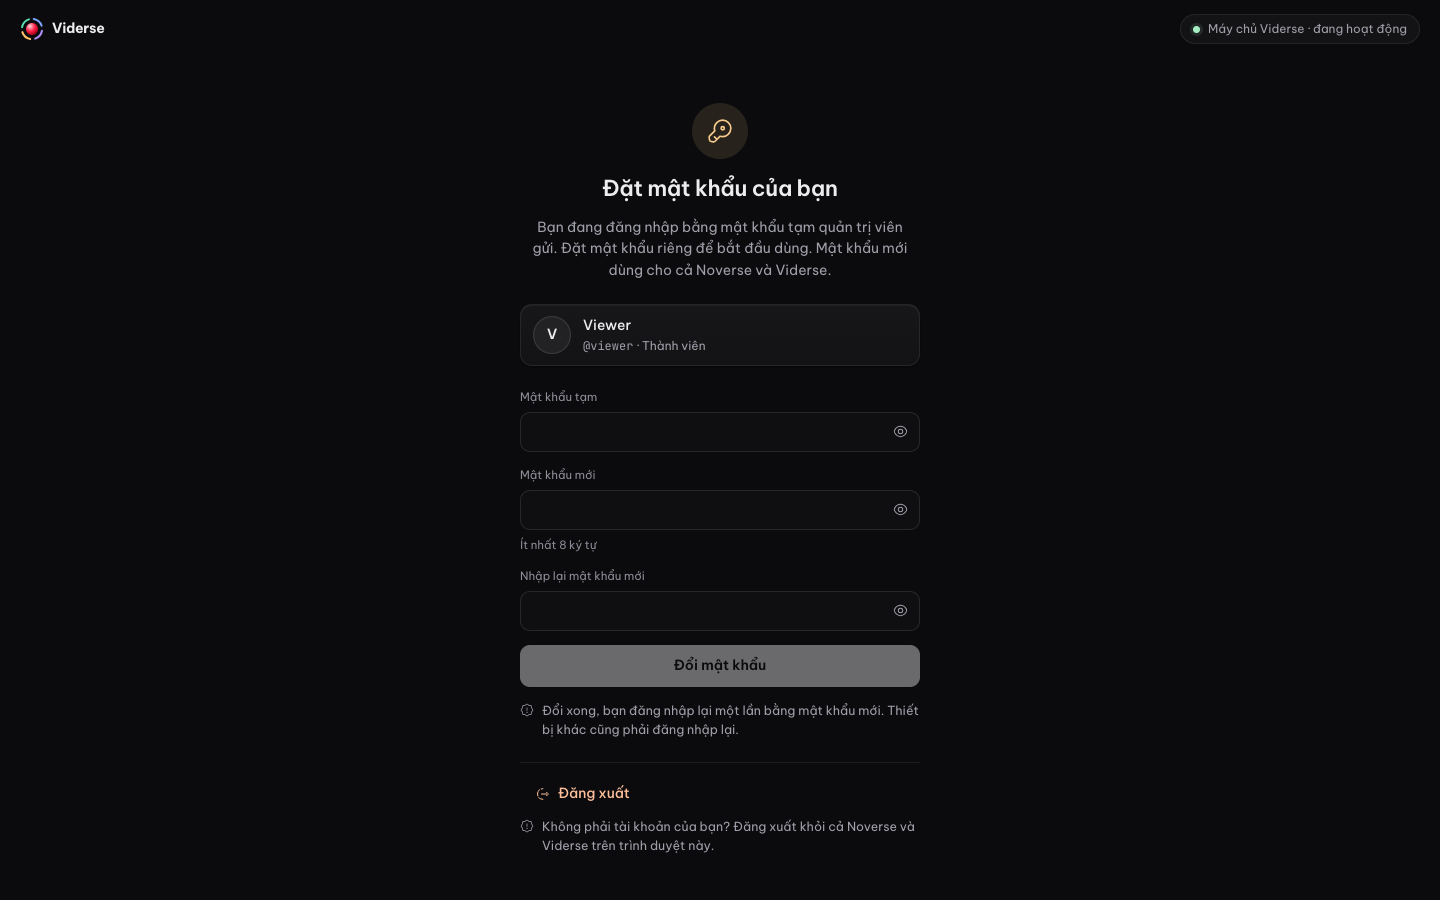 Viderse
Máy chủ Viderse · đang hoạt động
Đặt mật khẩu của bạn
Bạn đang đăng nhập bằng mật khẩu tạm quản trị viên
gửi. Đặt mật khẩu riêng để bắt đầu dùng. Mật khẩu mới
dùng cho cả Noverse và Viderse.
V
Viewer
@viewer · Thành viên
Mật khẩu tạm
Mật khẩu mới
Ít nhất 8 ký tự
Nhập lại mật khẩu mới
Đổi mật khẩu
Đổi xong, bạn đăng nhập lại một lần bằng mật khẩu mới. Thiết
bị khác cũng phải đăng nhập lại.
Đăng xuất
Không phải tài khoản của bạn? Đăng xuất khỏi cả Noverse và
Viderse trên trình duyệt này.